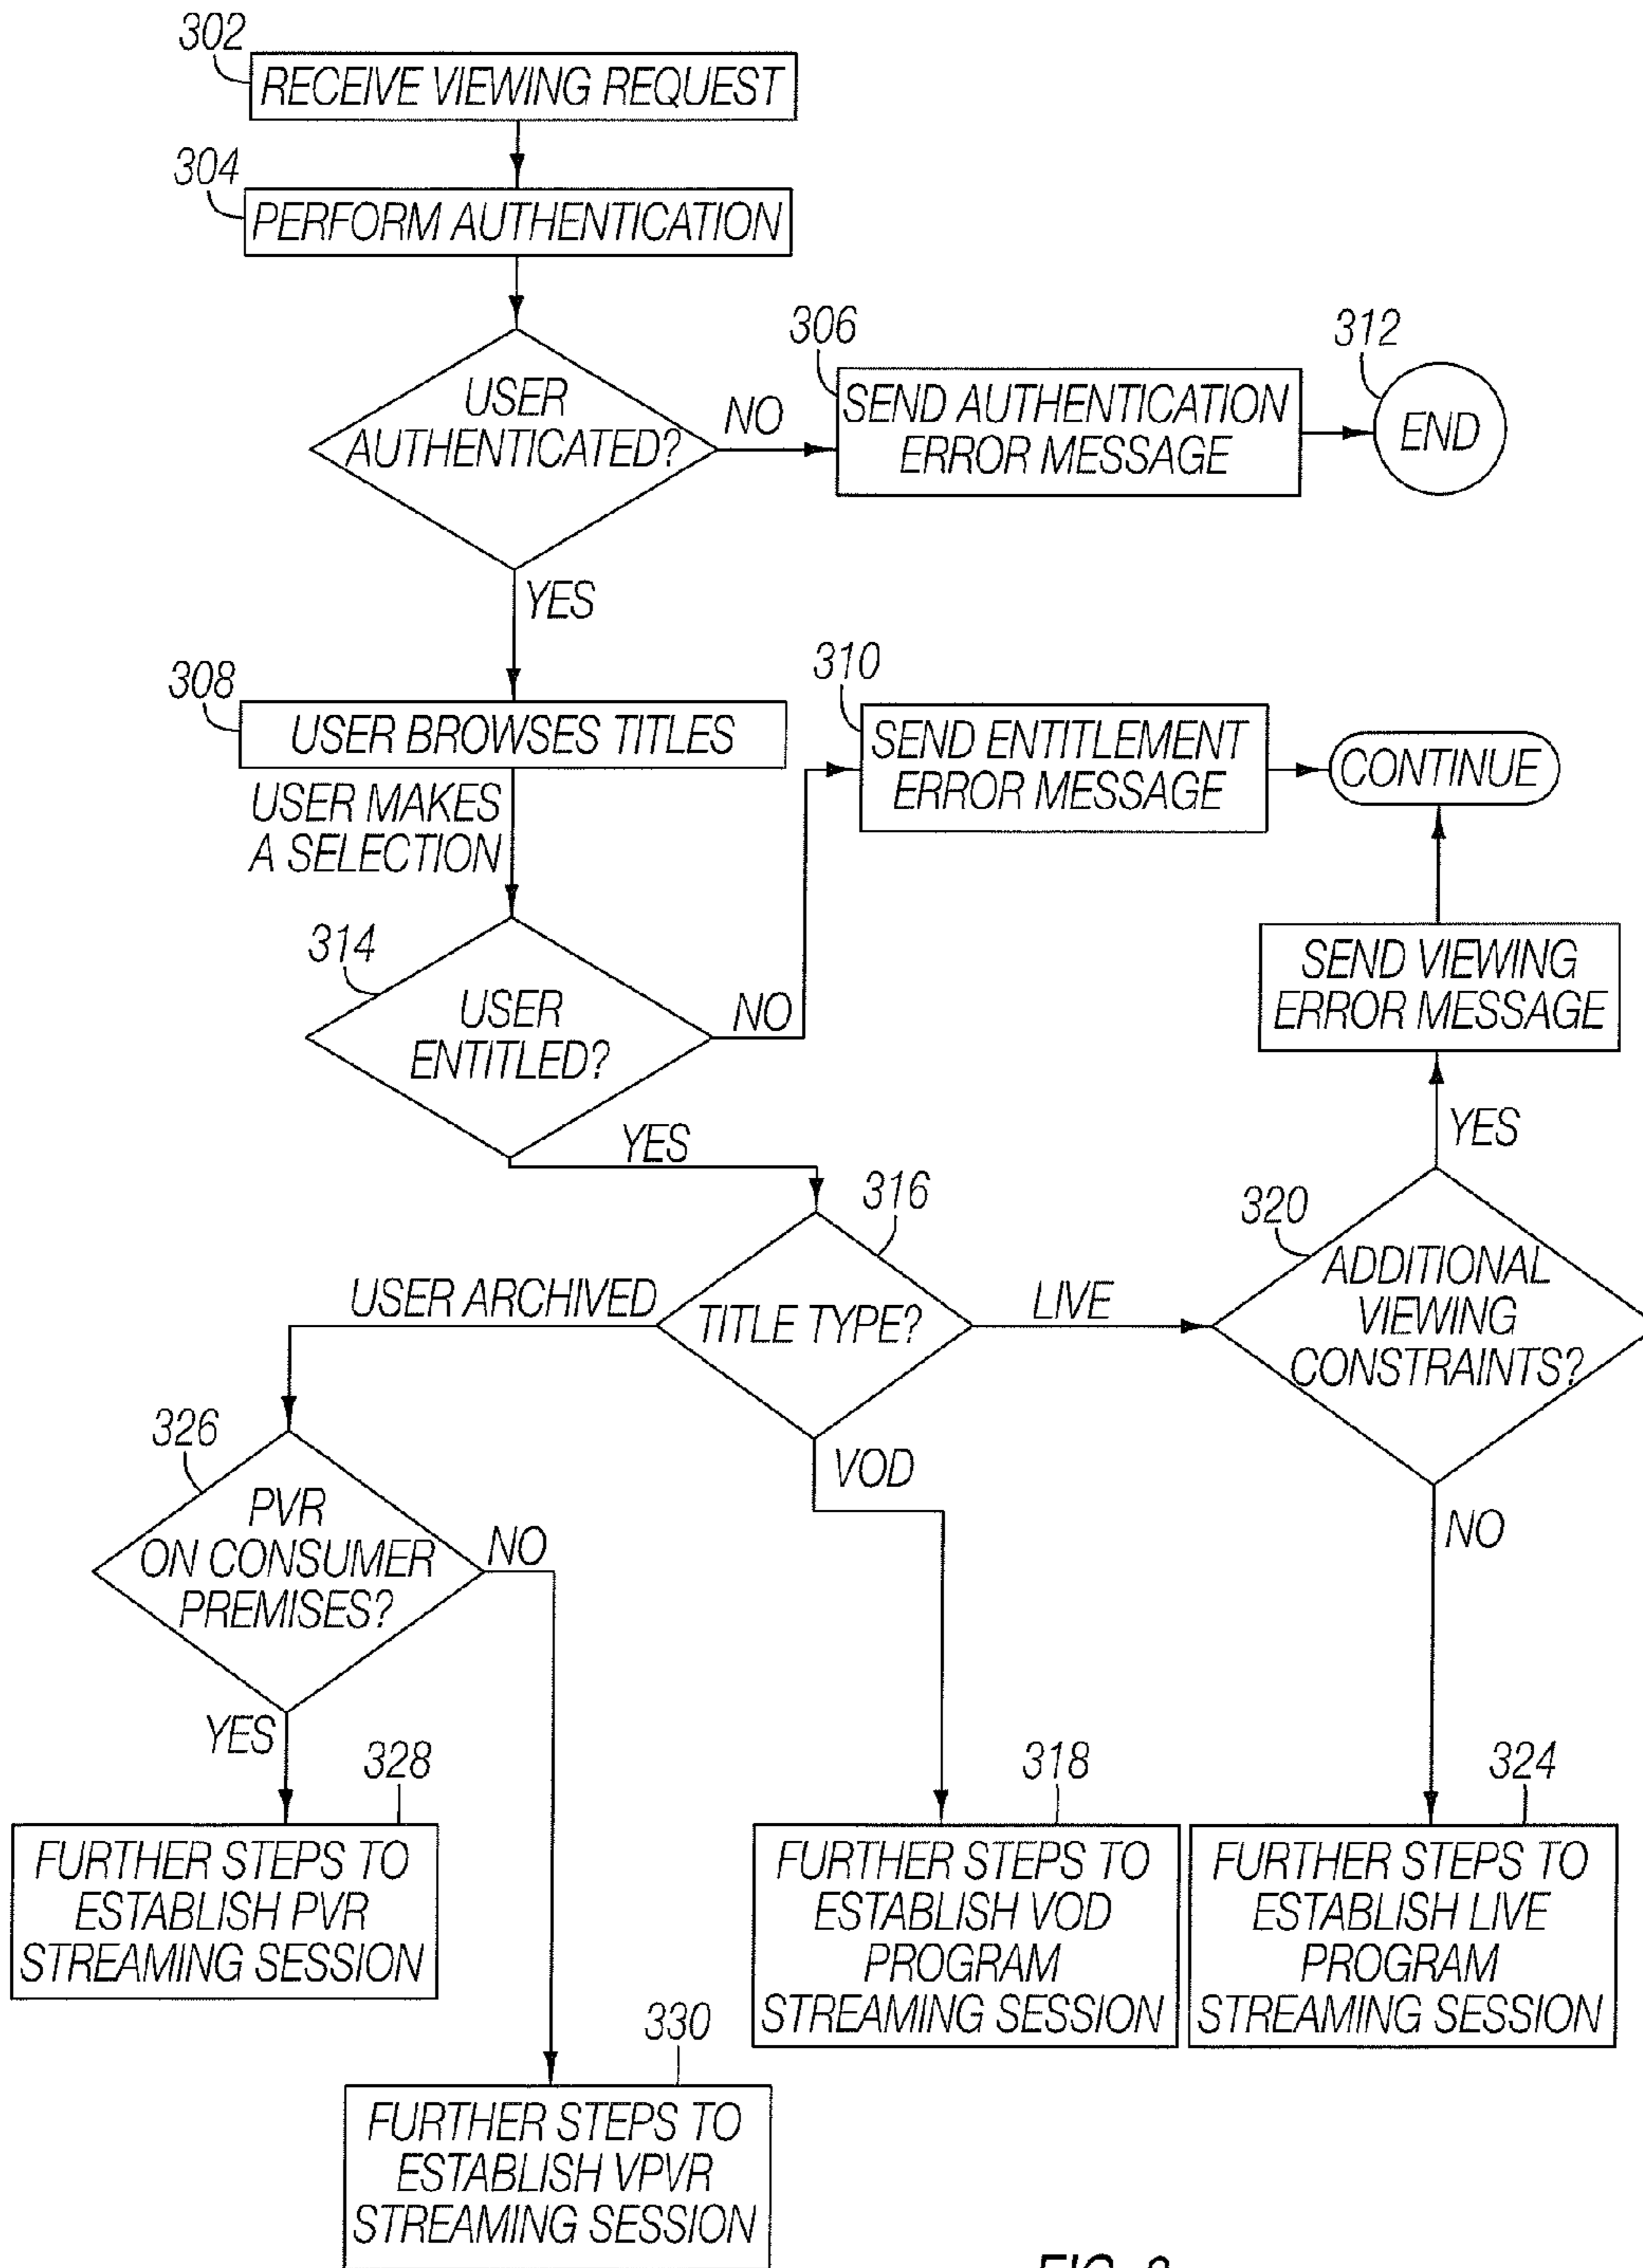 302
RECEIVE VIEWING REQUEST
304
PERFORM AUTHENTICATION
USER
AUTHENTICATED?
NO
306
SEND AUTHENTICATION
ERROR MESSAGE
312
END
YES
308
USER BROWSES TITLES
USER MAKES
A SELECTION
310
SEND ENTITLEMENT
ERROR MESSAGE
CONTINUE
314
USER
ENTITLED?
NO
SEND VIEWING
ERROR MESSAGE
YES
YES
316
TITLE TYPE?
USER ARCHIVED
LIVE
320
ADDITIONAL
VIEWING
CONSTRAINTS?
326
PVR
ON CONSUMER
PREMISES?
NO
VOD
NO
YES
328
FURTHER STEPS TO
ESTABLISH PVR
STREAMING SESSION
318
FURTHER STEPS TO
ESTABLISH VOD
PROGRAM
STREAMING SESSION
324
FURTHER STEPS TO
ESTABLISH LIVE
PROGRAM
STREAMING SESSION
330
FURTHER STEPS TO
ESTABLISH VPVR
STREAMING SESSION
FIG.